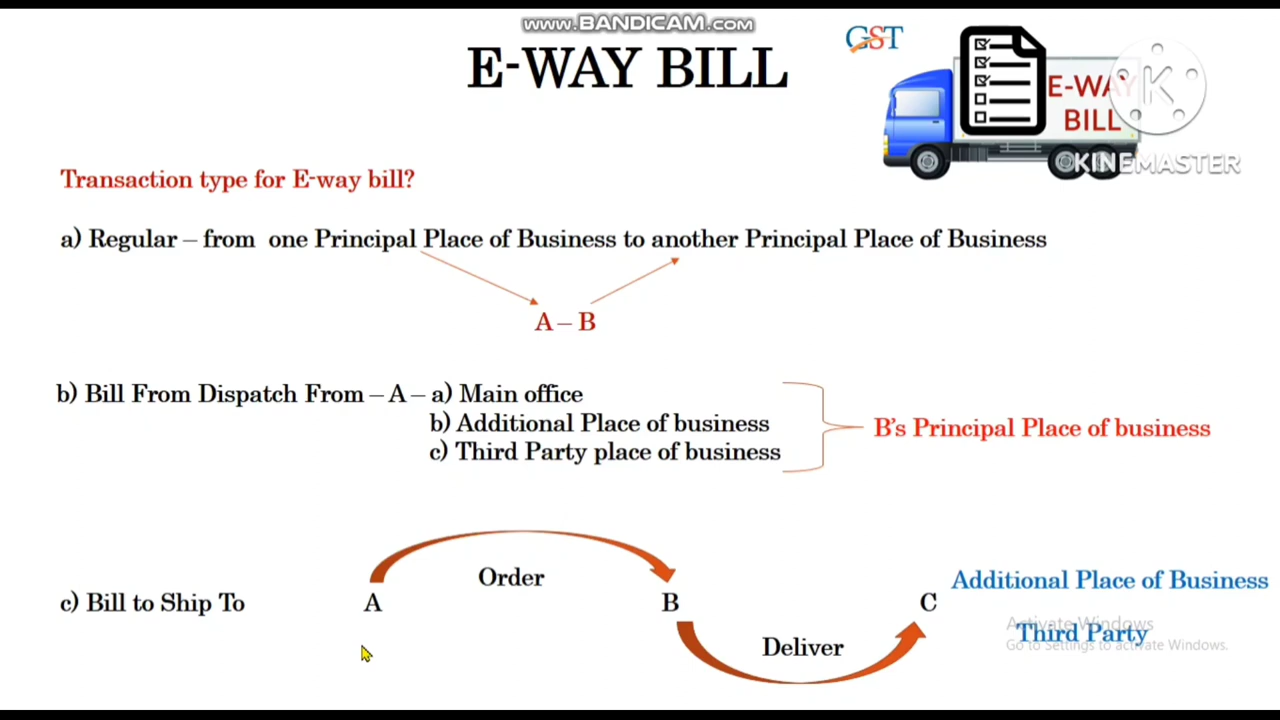 www.BANDICAM.com
E-WAY BILL
GST
E-WAY
BILL
KINEMASTER
Transaction type for E-way bill?
a) Regular – from one Principal Place of Business to another Principal Place of Business
A – B
b) Bill From Dispatch From – A – a) Main office
b) Additional Place of business
c) Third Party place of business
B's Principal Place of business
Order
c) Bill to Ship To A B C
Additional Place of Business
Third Party
Deliver
Activate Windows
Go to Settings to activate Windows.